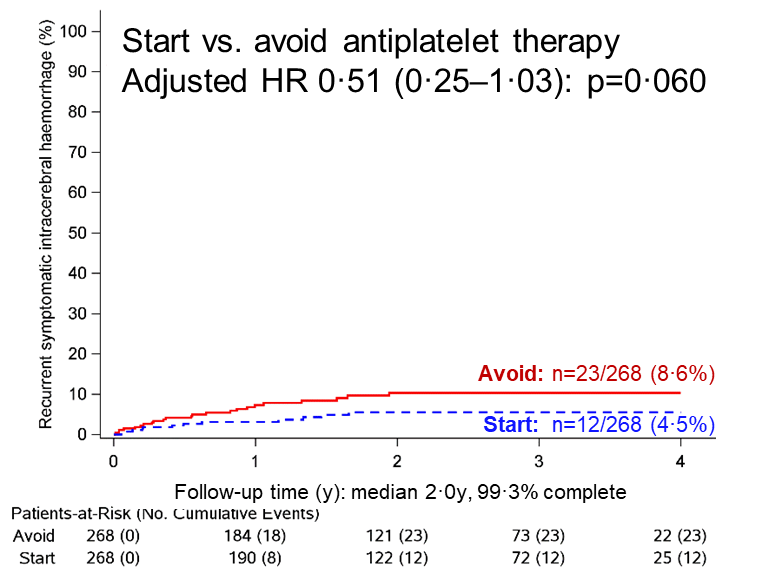 Start vs. avoid antiplatelet therapy
Adjusted HR 0·51 (0·25–1·03): p=0·060
Recurrent symptomatic intracerebral haemorrhage (%)
100
90
80
70
60
50
40
30
20
10
0
Avoid: n=23/268 (8·6%)
Start: n=12/268 (4·5%)
0 1 2 3 4
Follow-up time (y): median 2·0y, 99·3% complete
Patients-at-Risk (No. Cumulative Events)
Avoid 268 (0) 184 (18) 121 (23) 73 (23) 22 (23)
Start 268 (0) 190 (8) 122 (12) 72 (12) 25 (12)